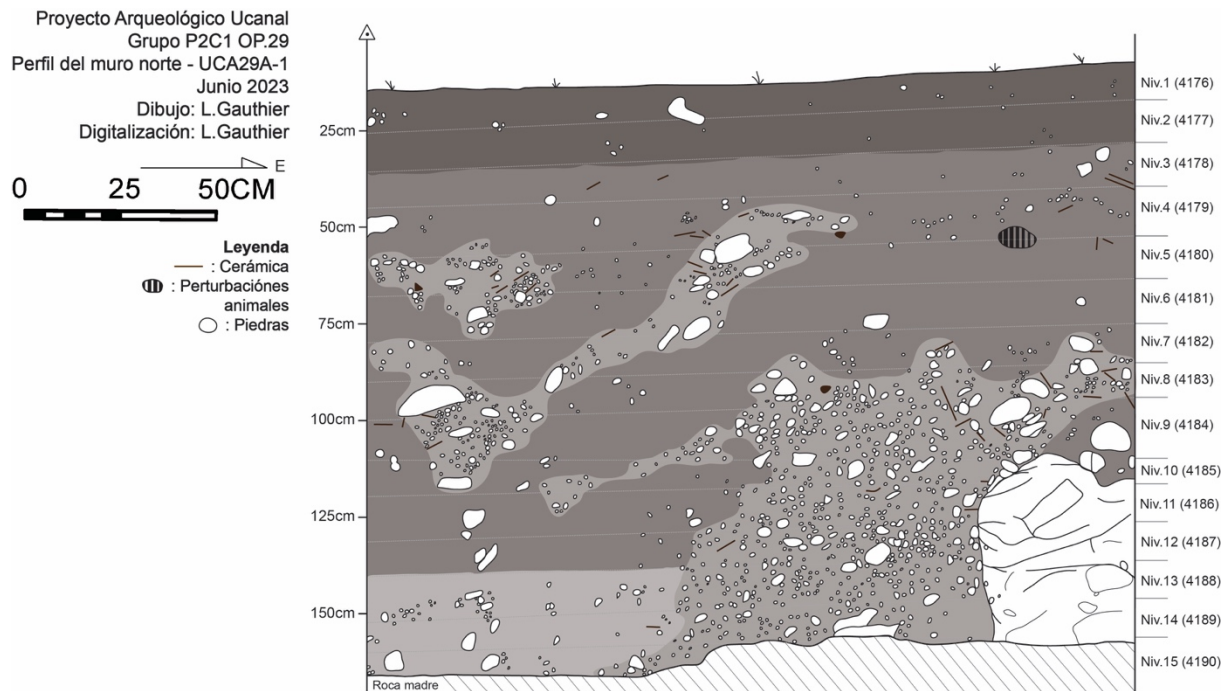 Proyecto Arqueológico Ucanal
Grupo P2C1 OP.29
Perfil del muro norte - UCA29A-1
Junio 2023
Dibujo: L.Gauthier
Digitalización: L.Gauthier
E
0 25 50CM
Leyenda
: Cerámica
: Perturbaciónes
animales
: Piedras
25cm
50cm
75cm
100cm
125cm
150cm
Roca madre
Niv.1 (4176)
Niv.2 (4177)
Niv.3 (4178)
Niv.4 (4179)
Niv.5 (4180)
Niv.6 (4181)
Niv.7 (4182)
Niv.8 (4183)
Niv.9 (4184)
Niv.10 (4185)
Niv.11 (4186)
Niv.12 (4187)
Niv.13 (4188)
Niv.14 (4189)
Niv.15 (4190)